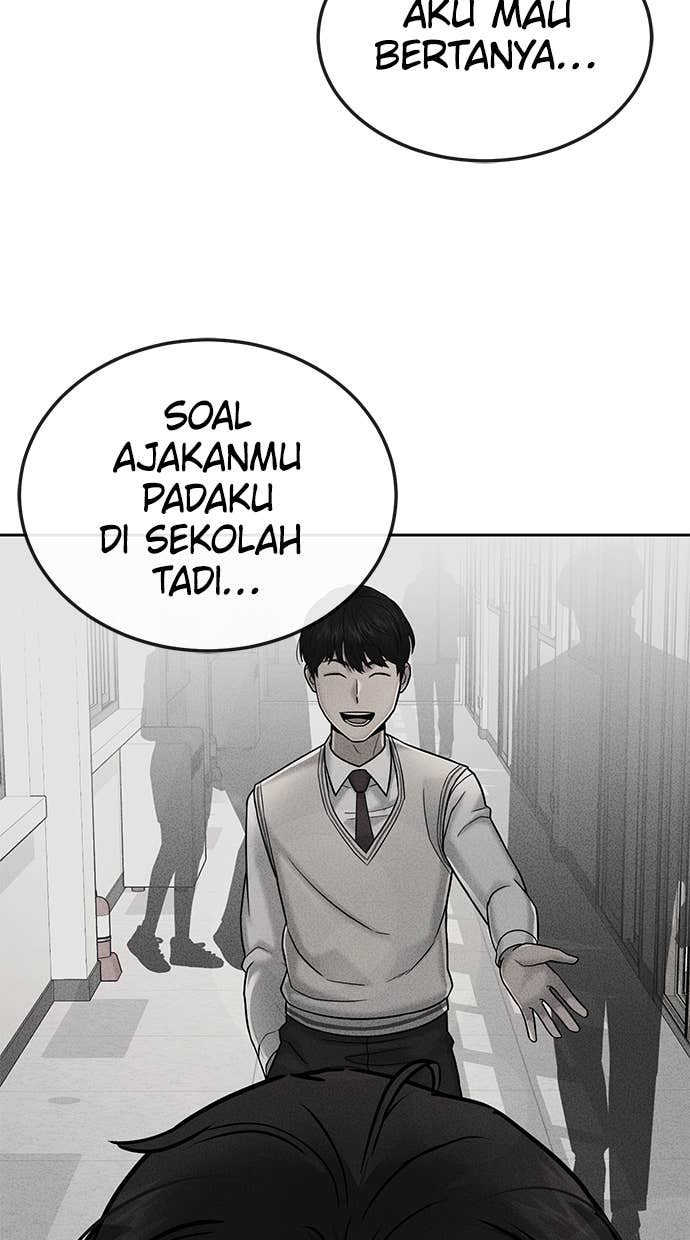 AKU MAU
BERTANYA...
SOAL
AJAKANMU
PADAKU
DI SEKOLAH
TADI...